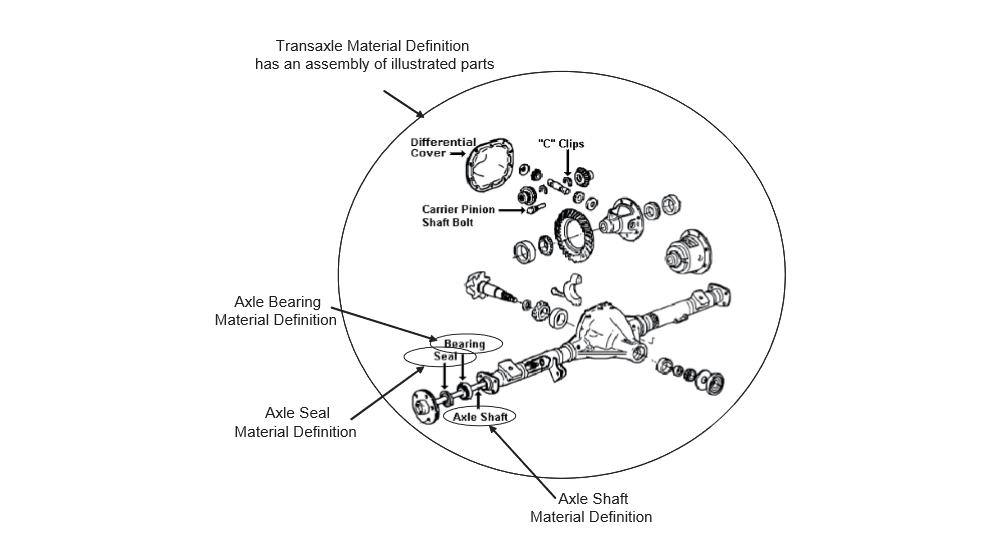 Transaxle Material Definition
has an assembly of illustrated parts
Differential
Cover
"C" Clips
Carrier Pinion
Shaft Bolt
Axle Bearing
Material Definition
Bearing
Seal
Axle Seal
Material Definition
Axle Shaft
Axle Shaft
Material Definition